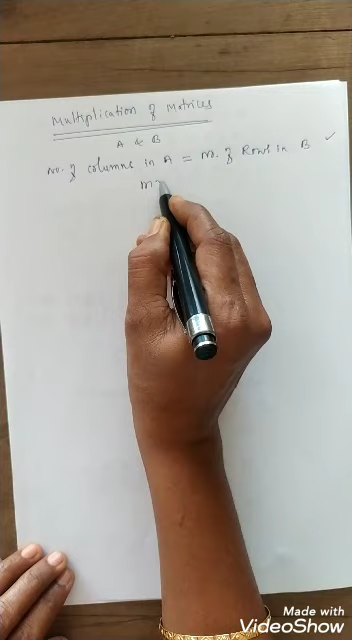 Multiplication of Matrices
A & B
No. of columns in A = No. of Rows in B ✓
m
Made with
VideoShow